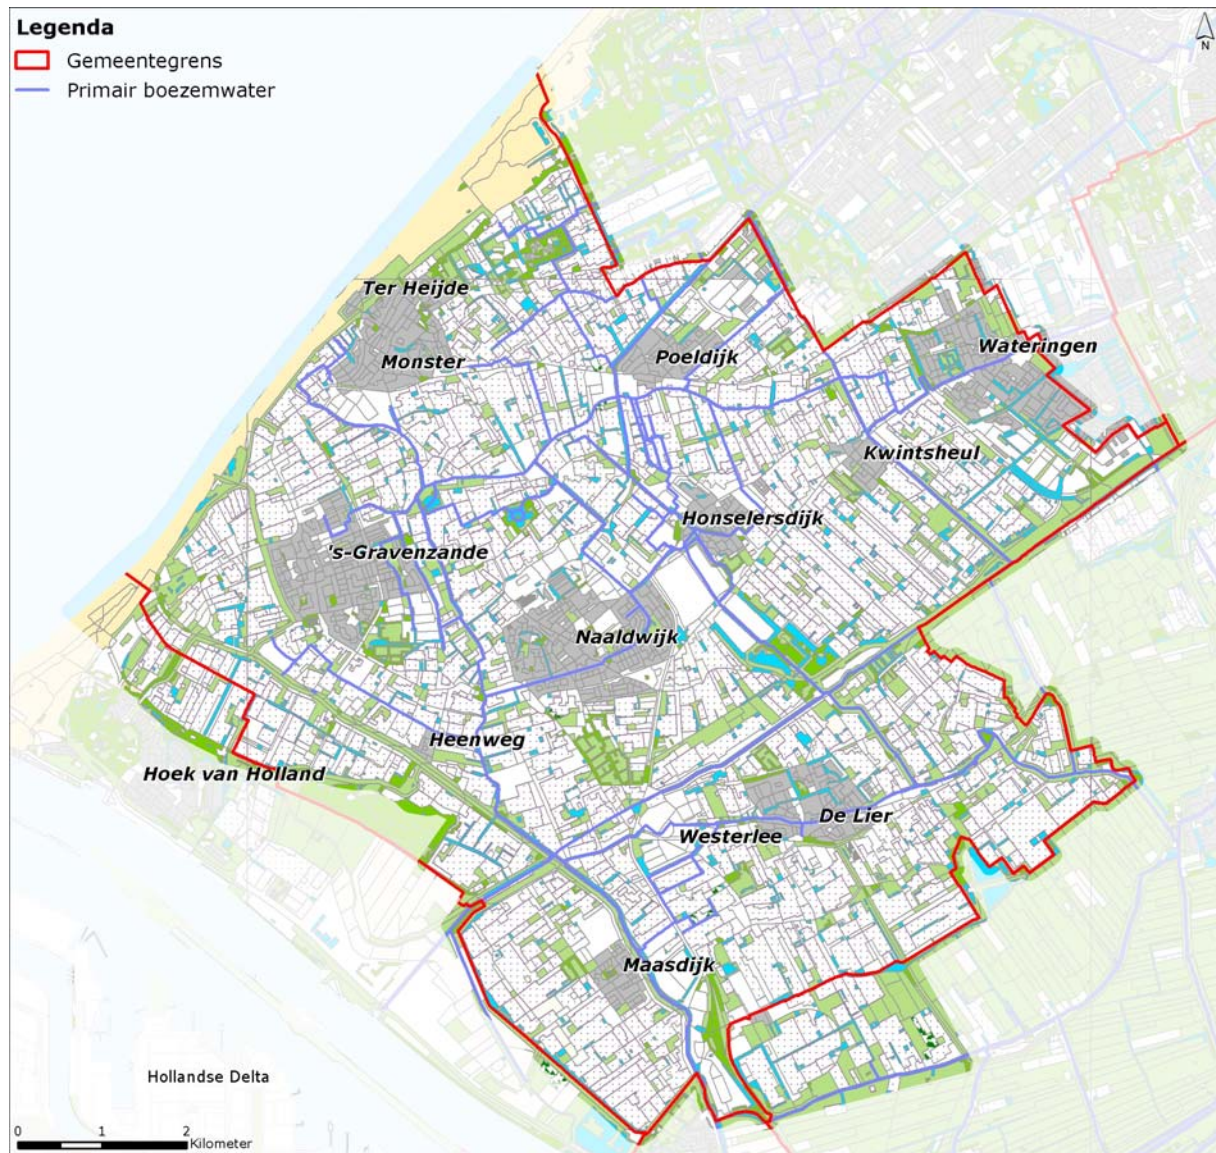 Legenda
Gemeentegrens
Primair boezemwater
N
Ter Heijde
Monster
Poeldijk
Wateringen
Kwintsheul
Honselersdijk
's-Gravenzande
Naaldwijk
Heenweg
Hoek van Holland
De Lier
Westerlee
Maasdijk
Hollandse Delta
0 1 2
Kilometer